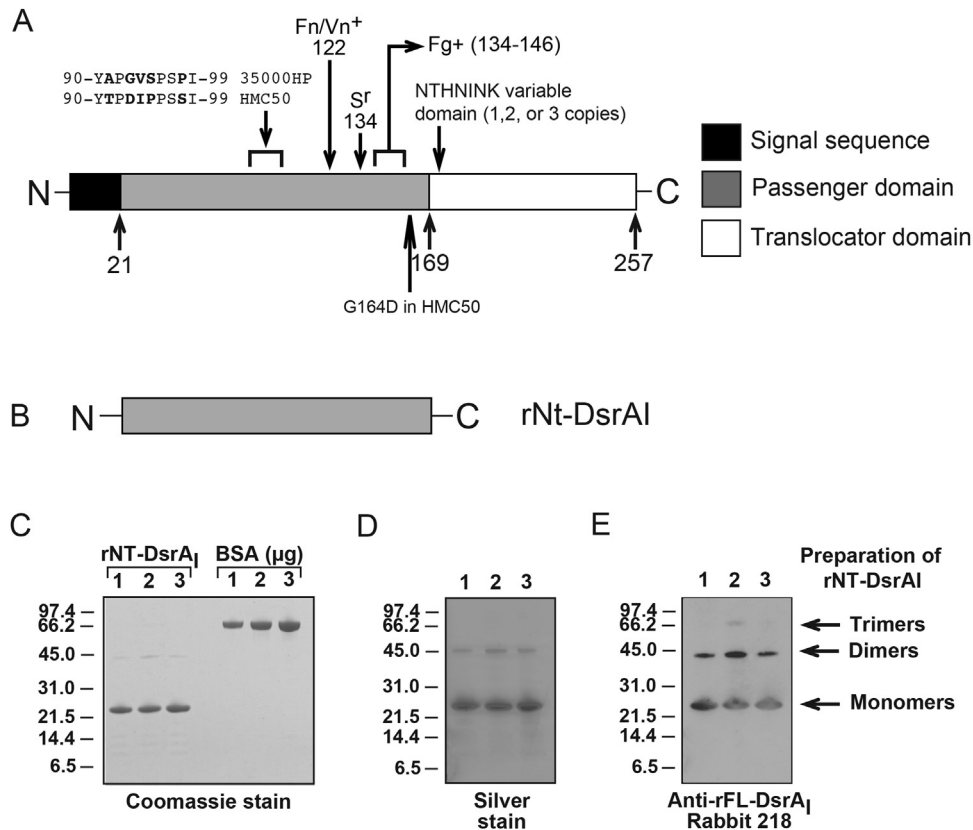 A
Fn/Vn+
122
Fg+ (134-146)
90-YAPGVSPSPI-99 35000HP
90-YTPDIPPSSI-99 HMC50
Sr
134
NTHNINK variable
domain (1,2, or 3 copies)
Signal sequence
Passenger domain
Translocator domain
N
C
21
169
257
G164D in HMC50
B
N
C
rNt-DsrAI
C
rNT-DsrAI
BSA (µg)
1 2 3
1 2 3
97.4
66.2
45.0
31.0
21.5
14.4
6.5
Coomassie stain
D
1 2 3
97.4
66.2
45.0
31.0
21.5
14.4
6.5
Silver
stain
E
Preparation of
rNT-DsrAI
1 2 3
97.4
66.2
45.0
31.0
21.5
14.4
6.5
Trimers
Dimers
Monomers
Anti-rFL-DsrAI
Rabbit 218